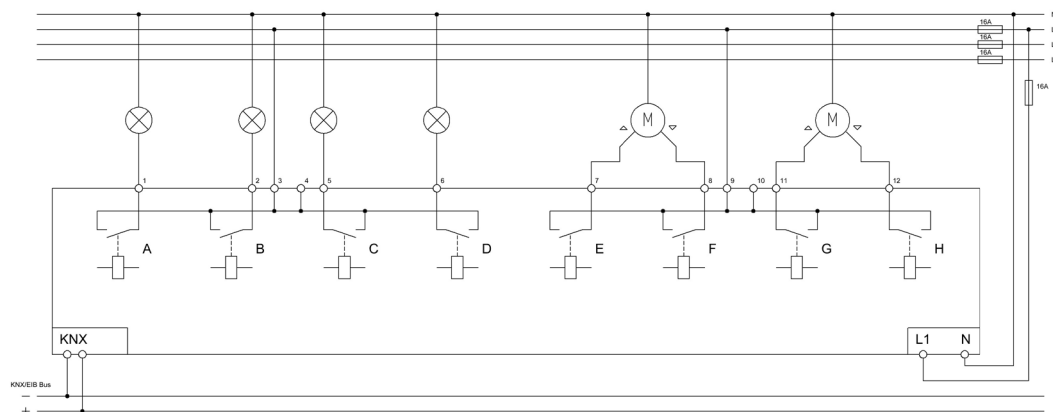 16A
16A
16A
16A
M M
1 2 3 4 5 6 7 8 9 10 11 12
A B C D E F G H
KNX L1 N
KNX/EIB Bus
−
+